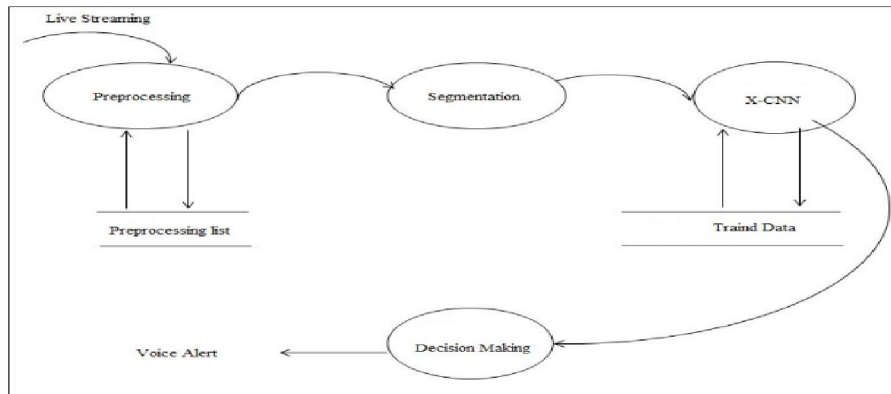 Live Streaming
Preprocessing
Segmentation
X-CNN
Preprocessing list
Traind Data
Decision Making
Voice Alert